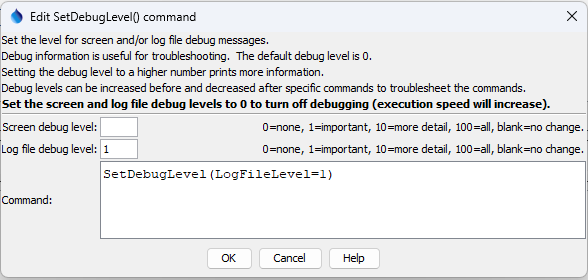 Edit SetDebugLevel() command
Set the level for screen and/or log file debug messages.
Debug information is useful for troubleshooting.  The default debug level is 0.
Setting the debug level to a higher number prints more information.
Debug levels can be increased before and decreased after specific commands to troublesheet the commands.
Set the screen and log file debug levels to 0 to turn off debugging (execution speed will increase).
Screen debug level: 0=none, 1=important, 10=more detail, 100=all, blank=no change.
Log file debug level: 1 0=none, 1=important, 10=more detail, 100=all, blank=no change.
SetDebugLevel(LogFileLevel=1)
Command:
OK Cancel Help